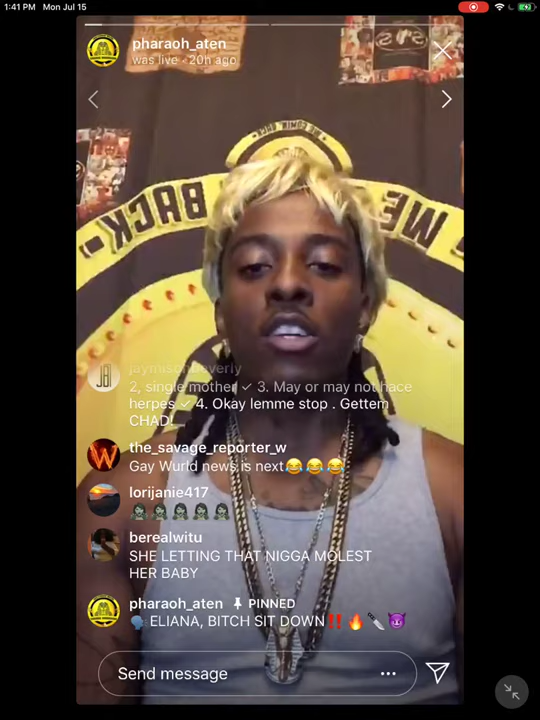 1:41 PM Mon Jul 15
pharaoh_aten
was live · 20h ago
jaymisonbeverly
2, single mother ✓ 3. May or may not hace
herpes ✓ 4. Okay lemme stop . Gettem
CHAD!
the_savage_reporter_w
Gay Wurld news is next😂😂😂
lorijanie417
🧟‍♀️🧟‍♀️🧟‍♀️🧟‍♀️🧟‍♀️
berealwitu
SHE LETTING THAT NIGGA MOLEST
HER BABY
pharaoh_aten PINNED
🗣 ELIANA, BITCH SIT DOWN‼️🔥🔪😈
Send message